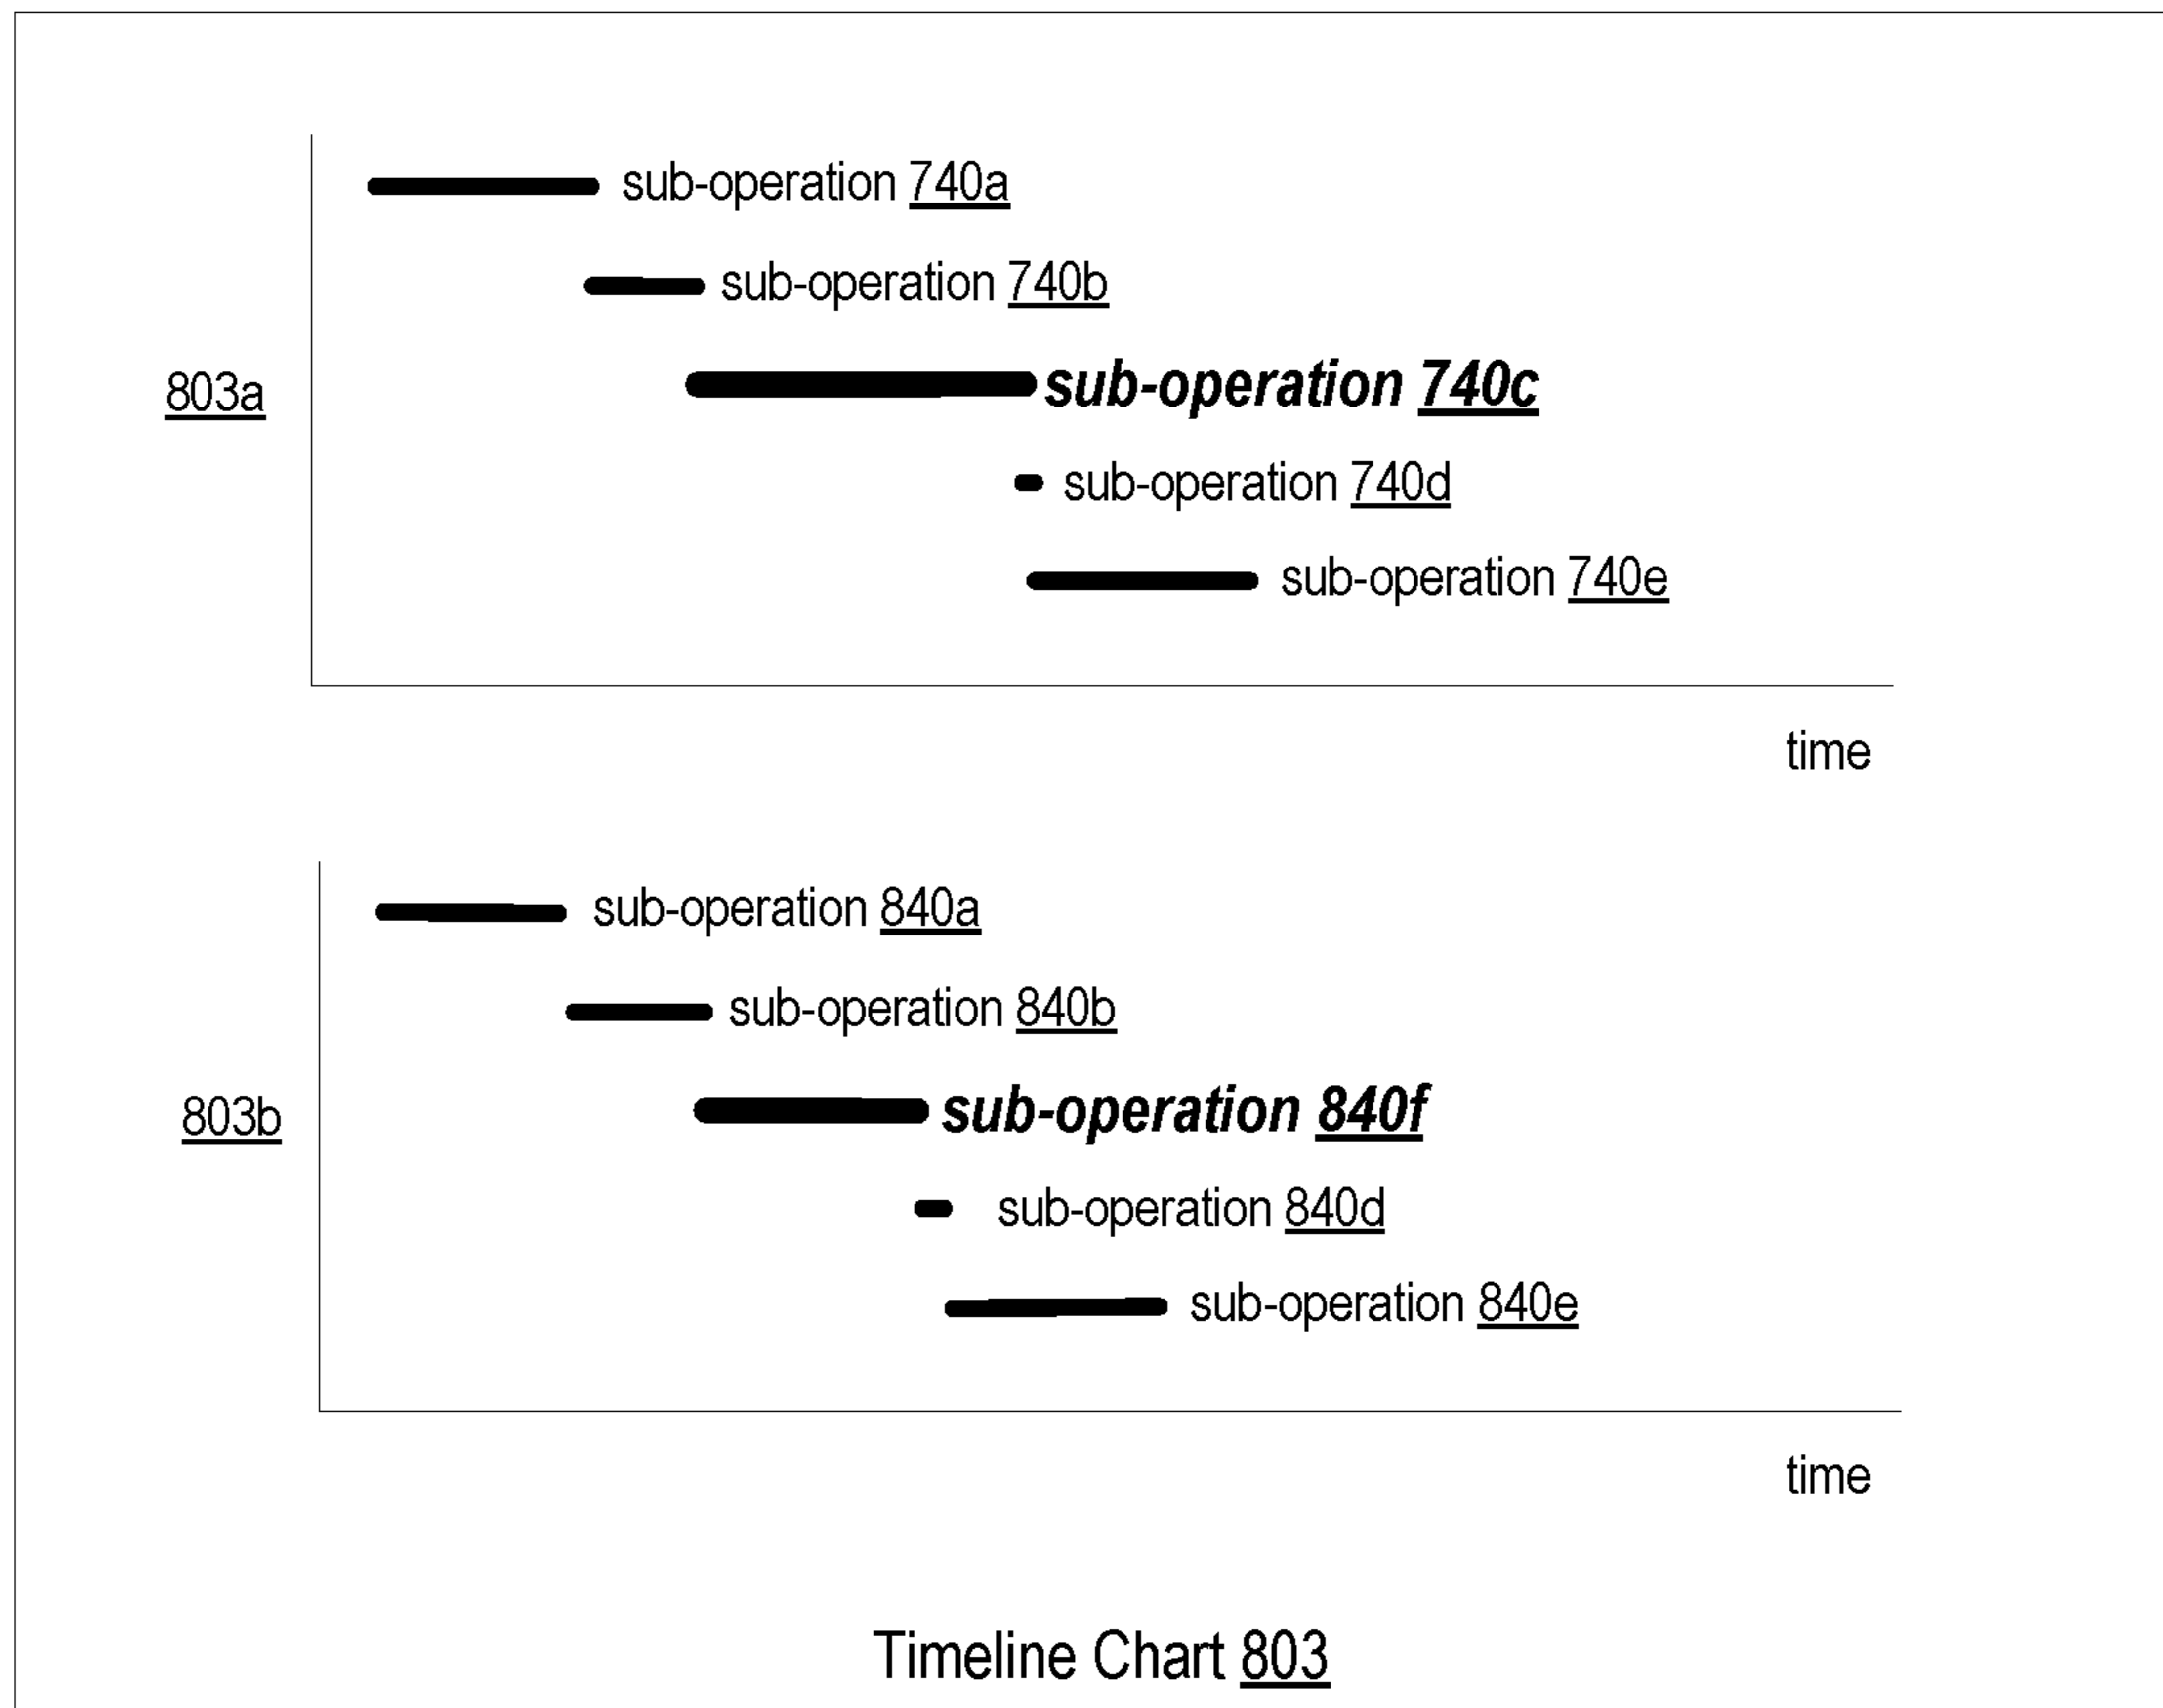 sub-operation 740a
sub-operation 740b
803a
sub-operation 740c
sub-operation 740d
sub-operation 740e
time
sub-operation 840a
sub-operation 840b
803b
sub-operation 840f
sub-operation 840d
sub-operation 840e
time
Timeline Chart 803